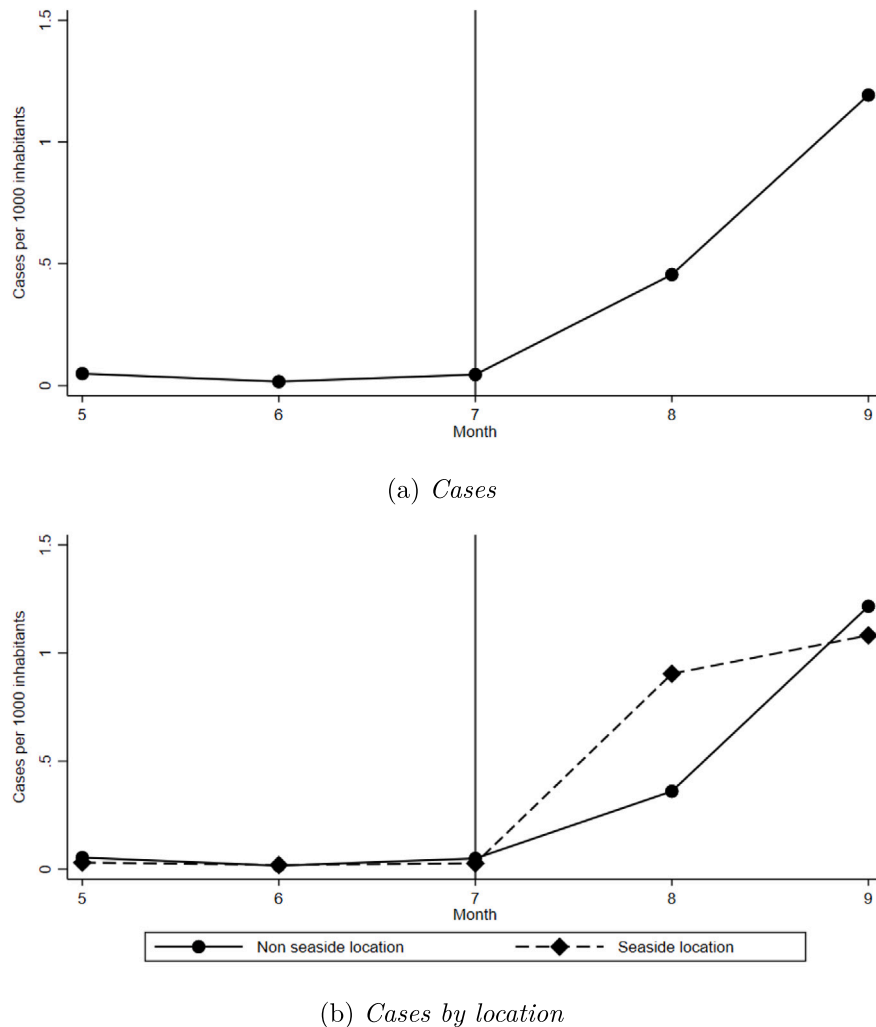 1.5
1
.5
0
Cases per 1000 inhabitants
5 6 7 8 9
Month
(a) Cases
1.5
1
.5
0
Cases per 1000 inhabitants
5 6 7 8 9
Month
Non seaside location Seaside location
(b) Cases by location